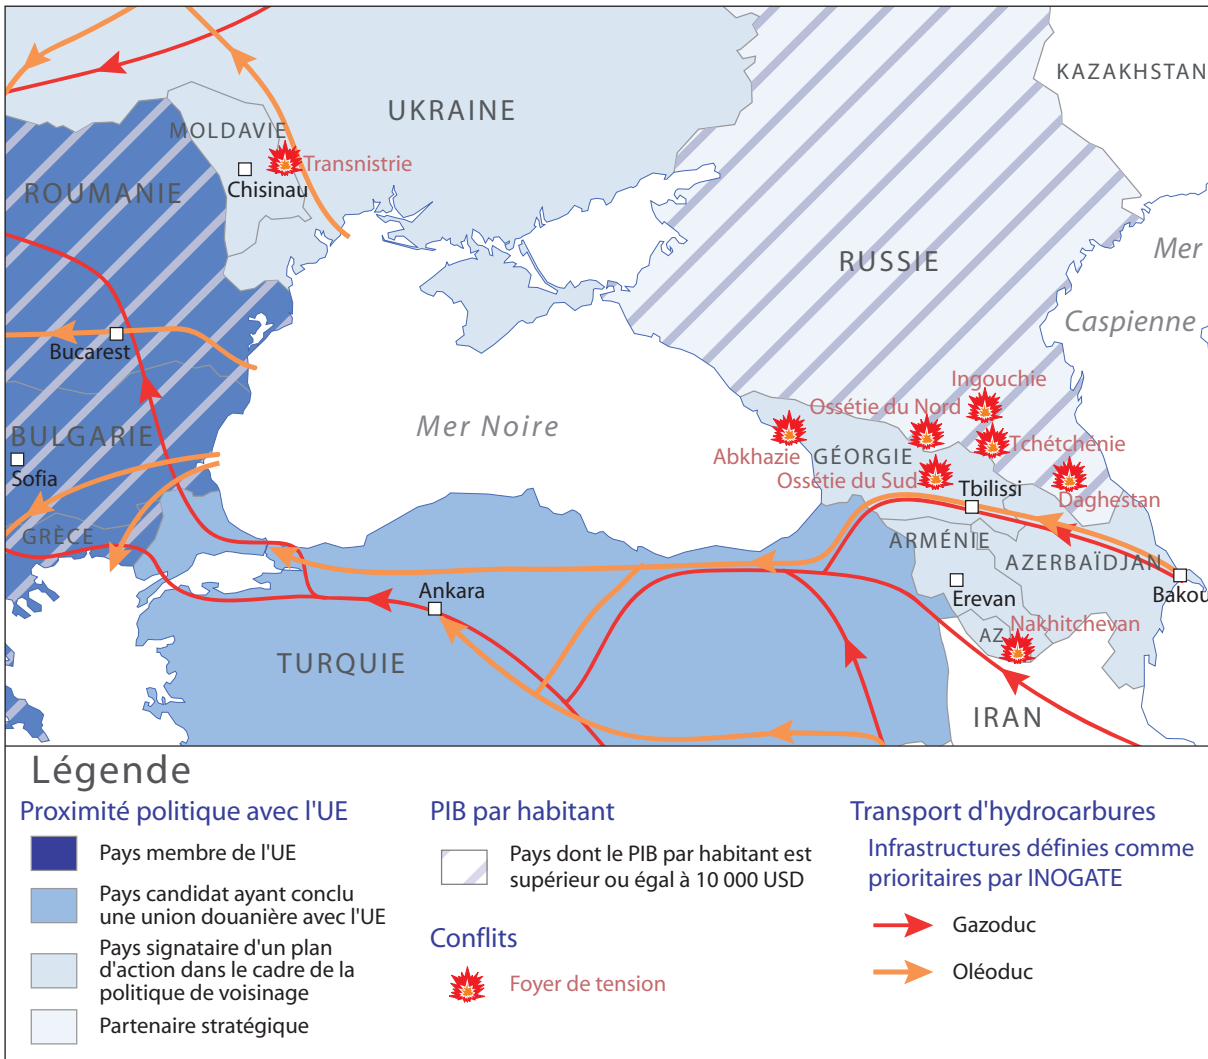 KAZAKHSTAN
UKRAINE
MOLDAVIE
Transnistrie
Chisinau
ROUMANIE
RUSSIE
Mer
Caspienne
Bucarest
Ingouchie
Ossétie du Nord
Mer Noire
BULGARIE
Tchétchénie
Abkhazie
GÉORGIE
Sofia
Ossétie du Sud
Tbilissi
Daghestan
GRÈCE
ARMÉNIE
AZERBAÏDJAN
Ankara
Erevan
Bakou
Nakhitchevan
AZ.
TURQUIE
IRAN
Légende
Proximité politique avec l'UE
Pays membre de l'UE
Pays candidat ayant conclu
une union douanière avec l'UE
Pays signataire d'un plan
d'action dans le cadre de la
politique de voisinage
Partenaire stratégique
PIB par habitant
Pays dont le PIB par habitant est
supérieur ou égal à 10 000 USD
Conflits
Foyer de tension
Transport d'hydrocarbures
Infrastructures définies comme
prioritaires par INOGATE
Gazoduc
Oléoduc